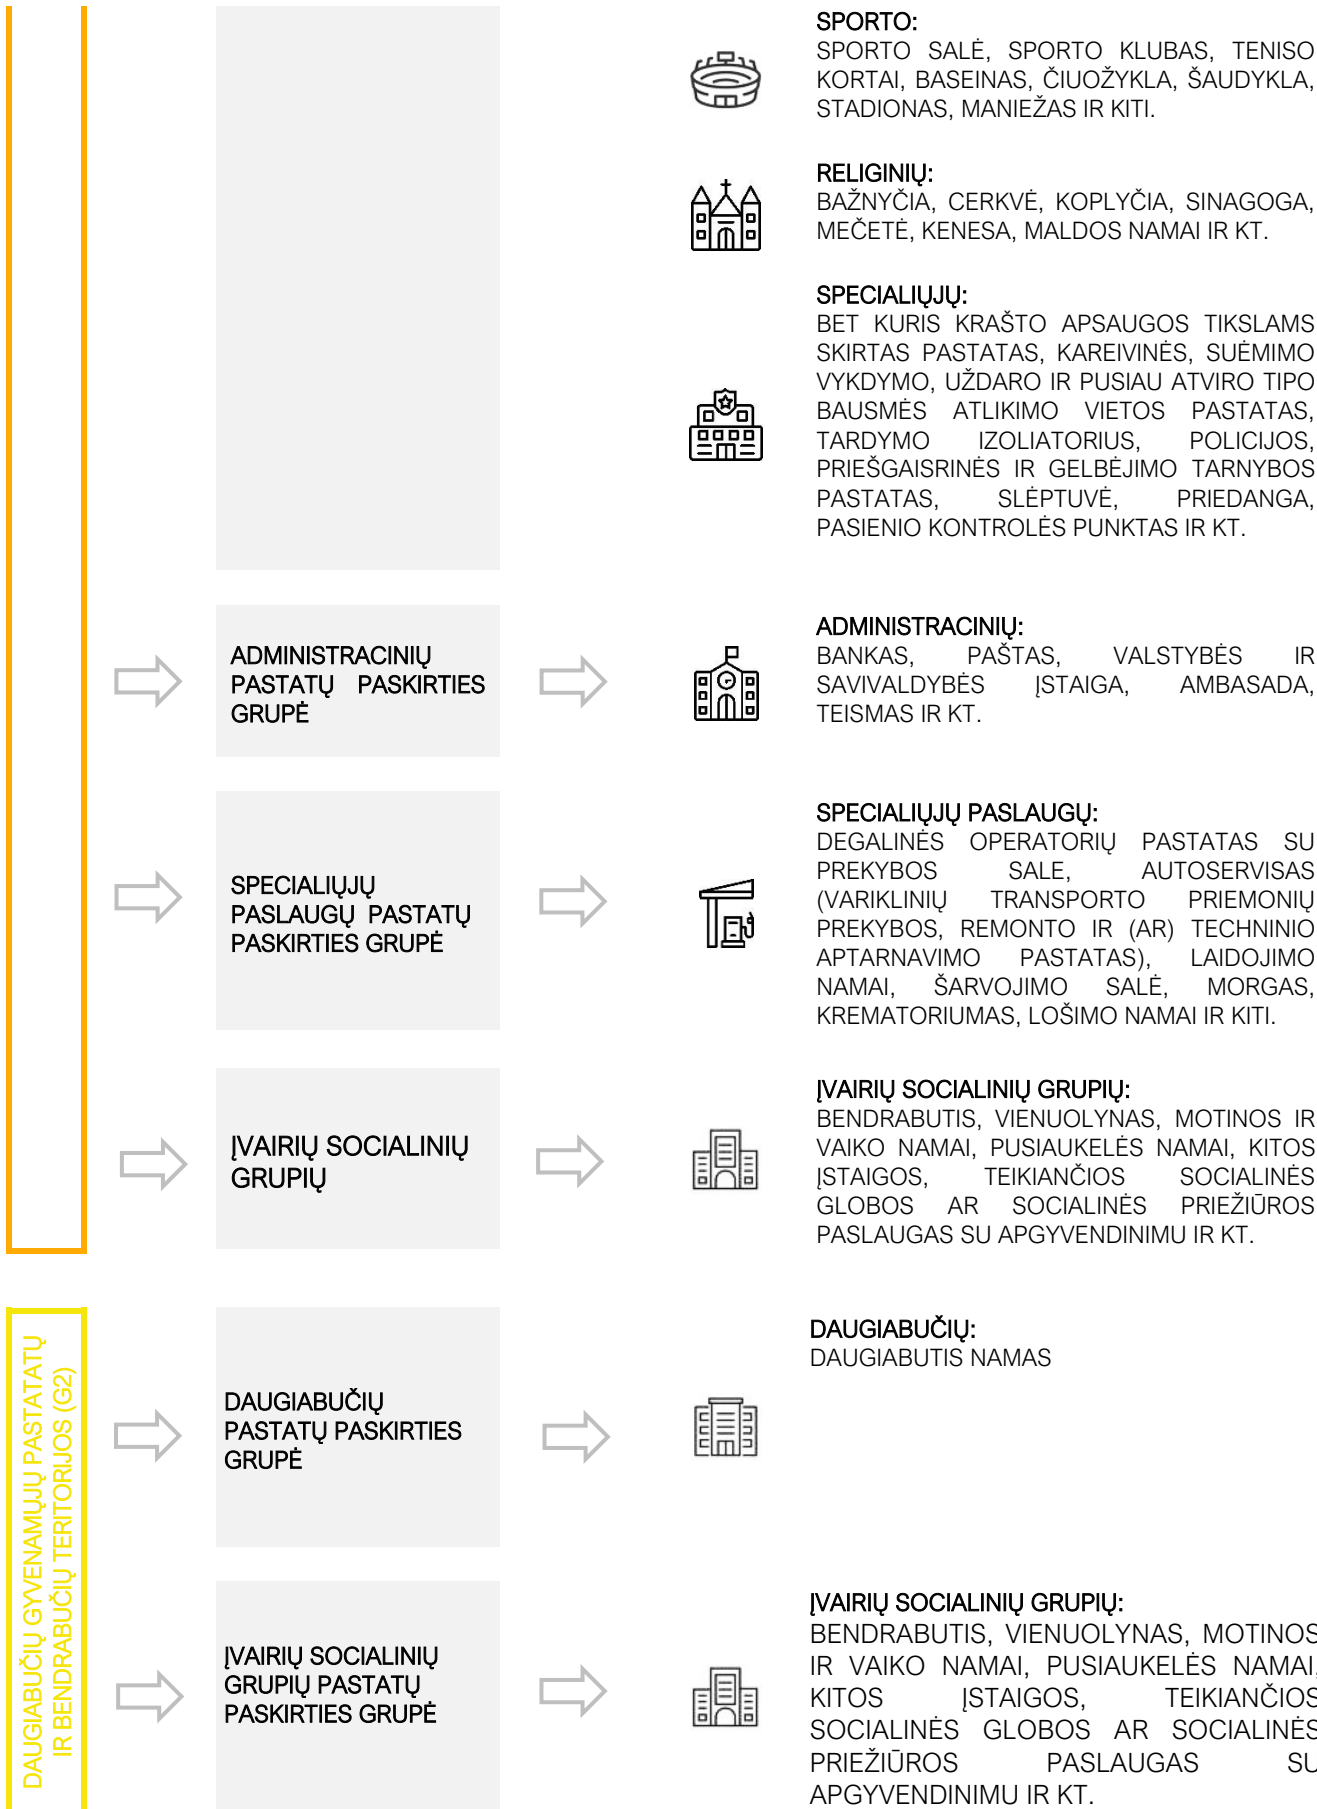 SPORTO:
SPORTO SALĖ, SPORTO KLUBAS, TENISO
KORTAI, BASEINAS, ČIUOŽYKLA, ŠAUDYKLA,
STADIONAS, MANIEŽAS IR KITI.
RELIGINIŲ:
BAŽNYČIA, CERKVĖ, KOPLYČIA, SINAGOGA,
MEČETĖ, KENESA, MALDOS NAMAI IR KT.
SPECIALIŲJŲ:
BET KURIS KRAŠTO APSAUGOS TIKSLAMS
SKIRTAS PASTATAS, KAREIVINĖS, SUĖMIMO
VYKDYMO, UŽDARO IR PUSIAU ATVIRO TIPO
BAUSMĖS ATLIKIMO VIETOS PASTATAS,
TARDYMO IZOLIATORIUS, POLICIJOS,
PRIEŠGAISRINĖS IR GELBĖJIMO TARNYBOS
PASTATAS, SLĖPTUVĖ, PRIEDANGA,
PASIENIO KONTROLĖS PUNKTAS IR KT.
ADMINISTRACINIŲ
PASTATŲ PASKIRTIES
GRUPĖ
ADMINISTRACINIŲ:
BANKAS, PAŠTAS, VALSTYBĖS IR
SAVIVALDYBĖS ĮSTAIGA, AMBASADA,
TEISMAS IR KT.
SPECIALIŲJŲ
PASLAUGŲ PASTATŲ
PASKIRTIES GRUPĖ
SPECIALIŲJŲ PASLAUGŲ:
DEGALINĖS OPERATORIŲ PASTATAS SU
PREKYBOS SALE, AUTOSERVISAS
(VARIKLINIŲ TRANSPORTO PRIEMONIŲ
PREKYBOS, REMONTO IR (AR) TECHNINIO
APTARNAVIMO PASTATAS), LAIDOJIMO
NAMAI, ŠARVOJIMO SALĖ, MORGAS,
KREMATORIUMAS, LOŠIMO NAMAI IR KITI.
ĮVAIRIŲ SOCIALINIŲ
GRUPIŲ
ĮVAIRIŲ SOCIALINIŲ GRUPIŲ:
BENDRABUTIS, VIENUOLYNAS, MOTINOS IR
VAIKO NAMAI, PUSIAUKELĖS NAMAI, KITOS
ĮSTAIGOS, TEIKIANČIOS SOCIALINĖS
GLOBOS AR SOCIALINĖS PRIEŽIŪROS
PASLAUGAS SU APGYVENDINIMU IR KT.
DAUGIABUČIŲ GYVENAMŲJŲ PASTATATŲ
IR BENDRABUČIŲ TERITORIJOS (G2)
DAUGIABUČIŲ
PASTATŲ PASKIRTIES
GRUPĖ
DAUGIABUČIŲ:
DAUGIABUTIS NAMAS
ĮVAIRIŲ SOCIALINIŲ
GRUPIŲ PASTATŲ
PASKIRTIES GRUPĖ
ĮVAIRIŲ SOCIALINIŲ GRUPIŲ:
BENDRABUTIS, VIENUOLYNAS, MOTINOS
IR VAIKO NAMAI, PUSIAUKELĖS NAMAI,
KITOS ĮSTAIGOS, TEIKIANČIOS
SOCIALINĖS GLOBOS AR SOCIALINĖS
PRIEŽIŪROS PASLAUGAS SU
APGYVENDINIMU IR KT.